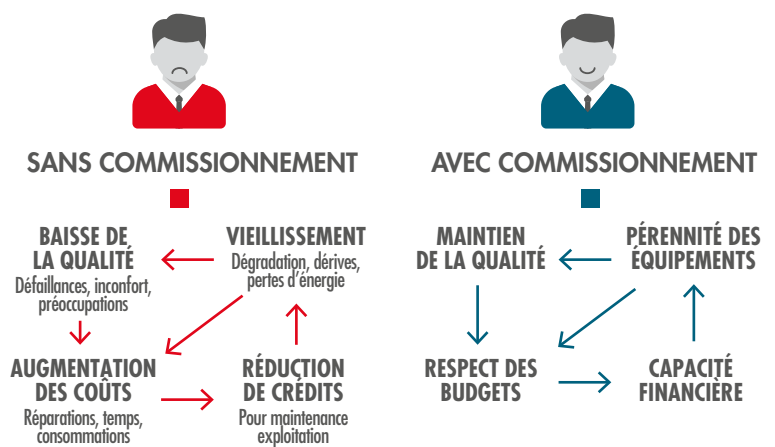 SANS COMMISSIONNEMENT
BAISSE DE
LA QUALITÉ
Défaillances, inconfort,
préoccupations
VIEILLISSEMENT
Dégradation, dérives,
pertes d'énergie
AUGMENTATION
DES COÛTS
Réparations, temps,
consommations
RÉDUCTION
DE CRÉDITS
Pour maintenance
exploitation
AVEC COMMISSIONNEMENT
MAINTIEN
DE LA QUALITÉ
PÉRENNITÉ DES
ÉQUIPEMENTS
RESPECT DES
BUDGETS
CAPACITÉ
FINANCIÈRE